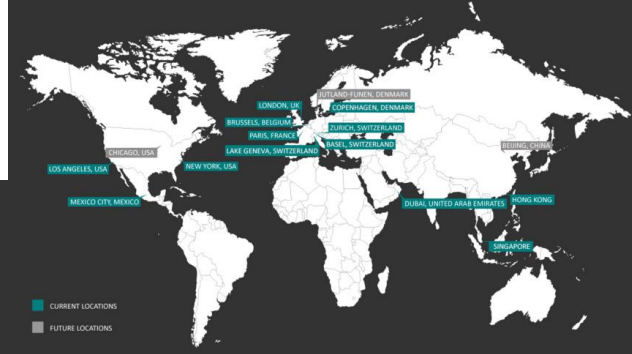 JUTLAND-FUNEN, DENMARK
LONDON, UK
COPENHAGEN, DENMARK
BRUSSELS, BELGIUM
ZURICH, SWITZERLAND
PARIS, FRANCE
BASEL, SWITZERLAND
BEIJING, CHINA
LAKE GENEVA, SWITZERLAND
CHICAGO, USA
LOS ANGELES, USA
NEW YORK, USA
MEXICO CITY, MEXICO
DUBAI, UNITED ARAB EMIRATES
HONG KONG
SINGAPORE
CURRENT LOCATIONS
FUTURE LOCATIONS